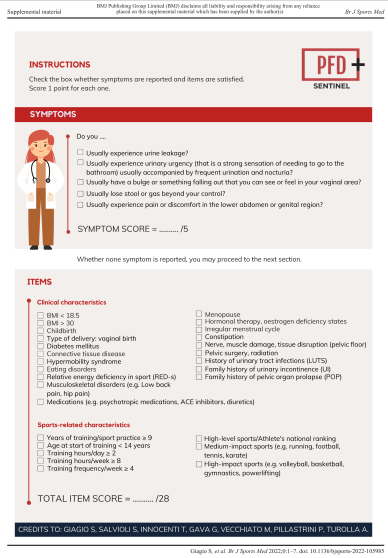 BMJ Publishing Group Limited (BMJ) disclaims all liability and responsibility arising from any reliance
Supplemental material placed on this supplemental material which has been supplied by the author(s) Br J Sports Med
INSTRUCTIONS
Check the box whether symptoms are reported and items are satisfied.
Score 1 point for each one.
PFD+
SENTINEL
SYMPTOMS
Do you ....
Usually experience urine leakage?
Usually experience urinary urgency (that is a strong sensation of needing to go to the
bathroom) usually accompanied by frequent urination and nocturia?
Usually have a bulge or something falling out that you can see or feel in your vaginal area?
Usually lose stool or gas beyond your control?
Usually experience pain or discomfort in the lower abdomen or genital region?
SYMPTOM SCORE = .......... /5
Whether none symptom is reported, you may proceed to the next section.
ITEMS
Clinical characteristics
BMI < 18.5
BMI > 30
Childbirth
Type of delivery: vaginal birth
Diabetes mellitus
Connective tissue disease
Hypermobility syndrome
Eating disorders
Relative energy deficiency in sport (RED-s)
Musculoskeletal disorders (e.g. Low back
pain, hip pain)
Medications (e.g. psychotropic medications, ACE inhibitors, diuretics)
Menopause
Hormonal therapy, oestrogen deficiency states
Irregular menstrual cycle
Constipation
Nerve, muscle damage, tissue disruption (pelvic floor)
Pelvic surgery, radiation
History of urinary tract infections (LUTS)
Family history of urinary incontinence (UI)
Family history of pelvic organ prolapse (POP)
Sports-related characteristics
Years of training/sport practice ≥ 9
Age at start of training < 14 years
Training hours/day ≥ 2
Training hours/week ≥ 8
Training frequency/week ≥ 4
High-level sports/Athlete's national ranking
Medium-impact sports (e.g. running, football,
tennis, karate)
High-impact sports (e.g. volleyball, basketball,
gymnastics, powerlifting)
TOTAL ITEM SCORE = .......... /28
CREDITS TO: GIAGIO S, SALVIOLI S, INNOCENTI T, GAVA G, VECCHIATO M, PILLASTRINI P, TUROLLA A.
Giagio S, et al. Br J Sports Med 2022;0:1–7. doi: 10.1136/bjsports-2022-105985